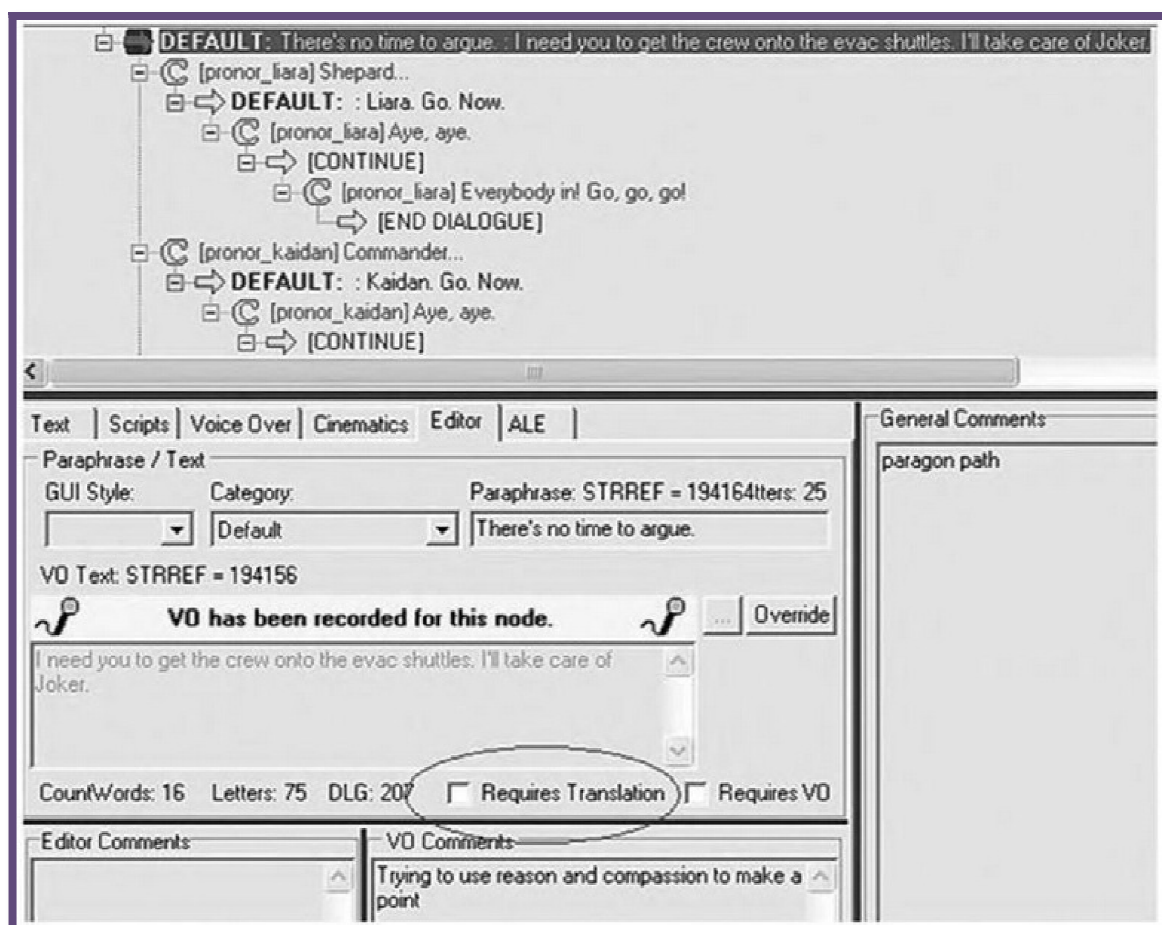 DEFAULT: There's no time to argue. : I need you to get the crew onto the evac shuttles. I'll take care of Joker.
[pronor_liara] Shepard...
DEFAULT: : Liara. Go. Now.
[pronor_liara] Aye, aye.
[CONTINUE]
[pronor_liara] Everybody in! Go, go, go!
[END DIALOGUE]
[pronor_kaidan] Commander...
DEFAULT: : Kaidan. Go. Now.
[pronor_kaidan] Aye, aye.
[CONTINUE]
Text Scripts Voice Over Cinematics Editor ALE
Paraphrase / Text
GUI Style: Category: Paraphrase: STRREF = 194164tters: 25
Default There's no time to argue.
VO Text: STRREF = 194156
VO has been recorded for this node. ... Override
I need you to get the crew onto the evac shuttles. I'll take care of
Joker.
CountWords: 16 Letters: 75 DLG: 207 Requires Translation Requires VO
General Comments
paragon path
Editor Comments
VO Comments
Trying to use reason and compassion to make a
point